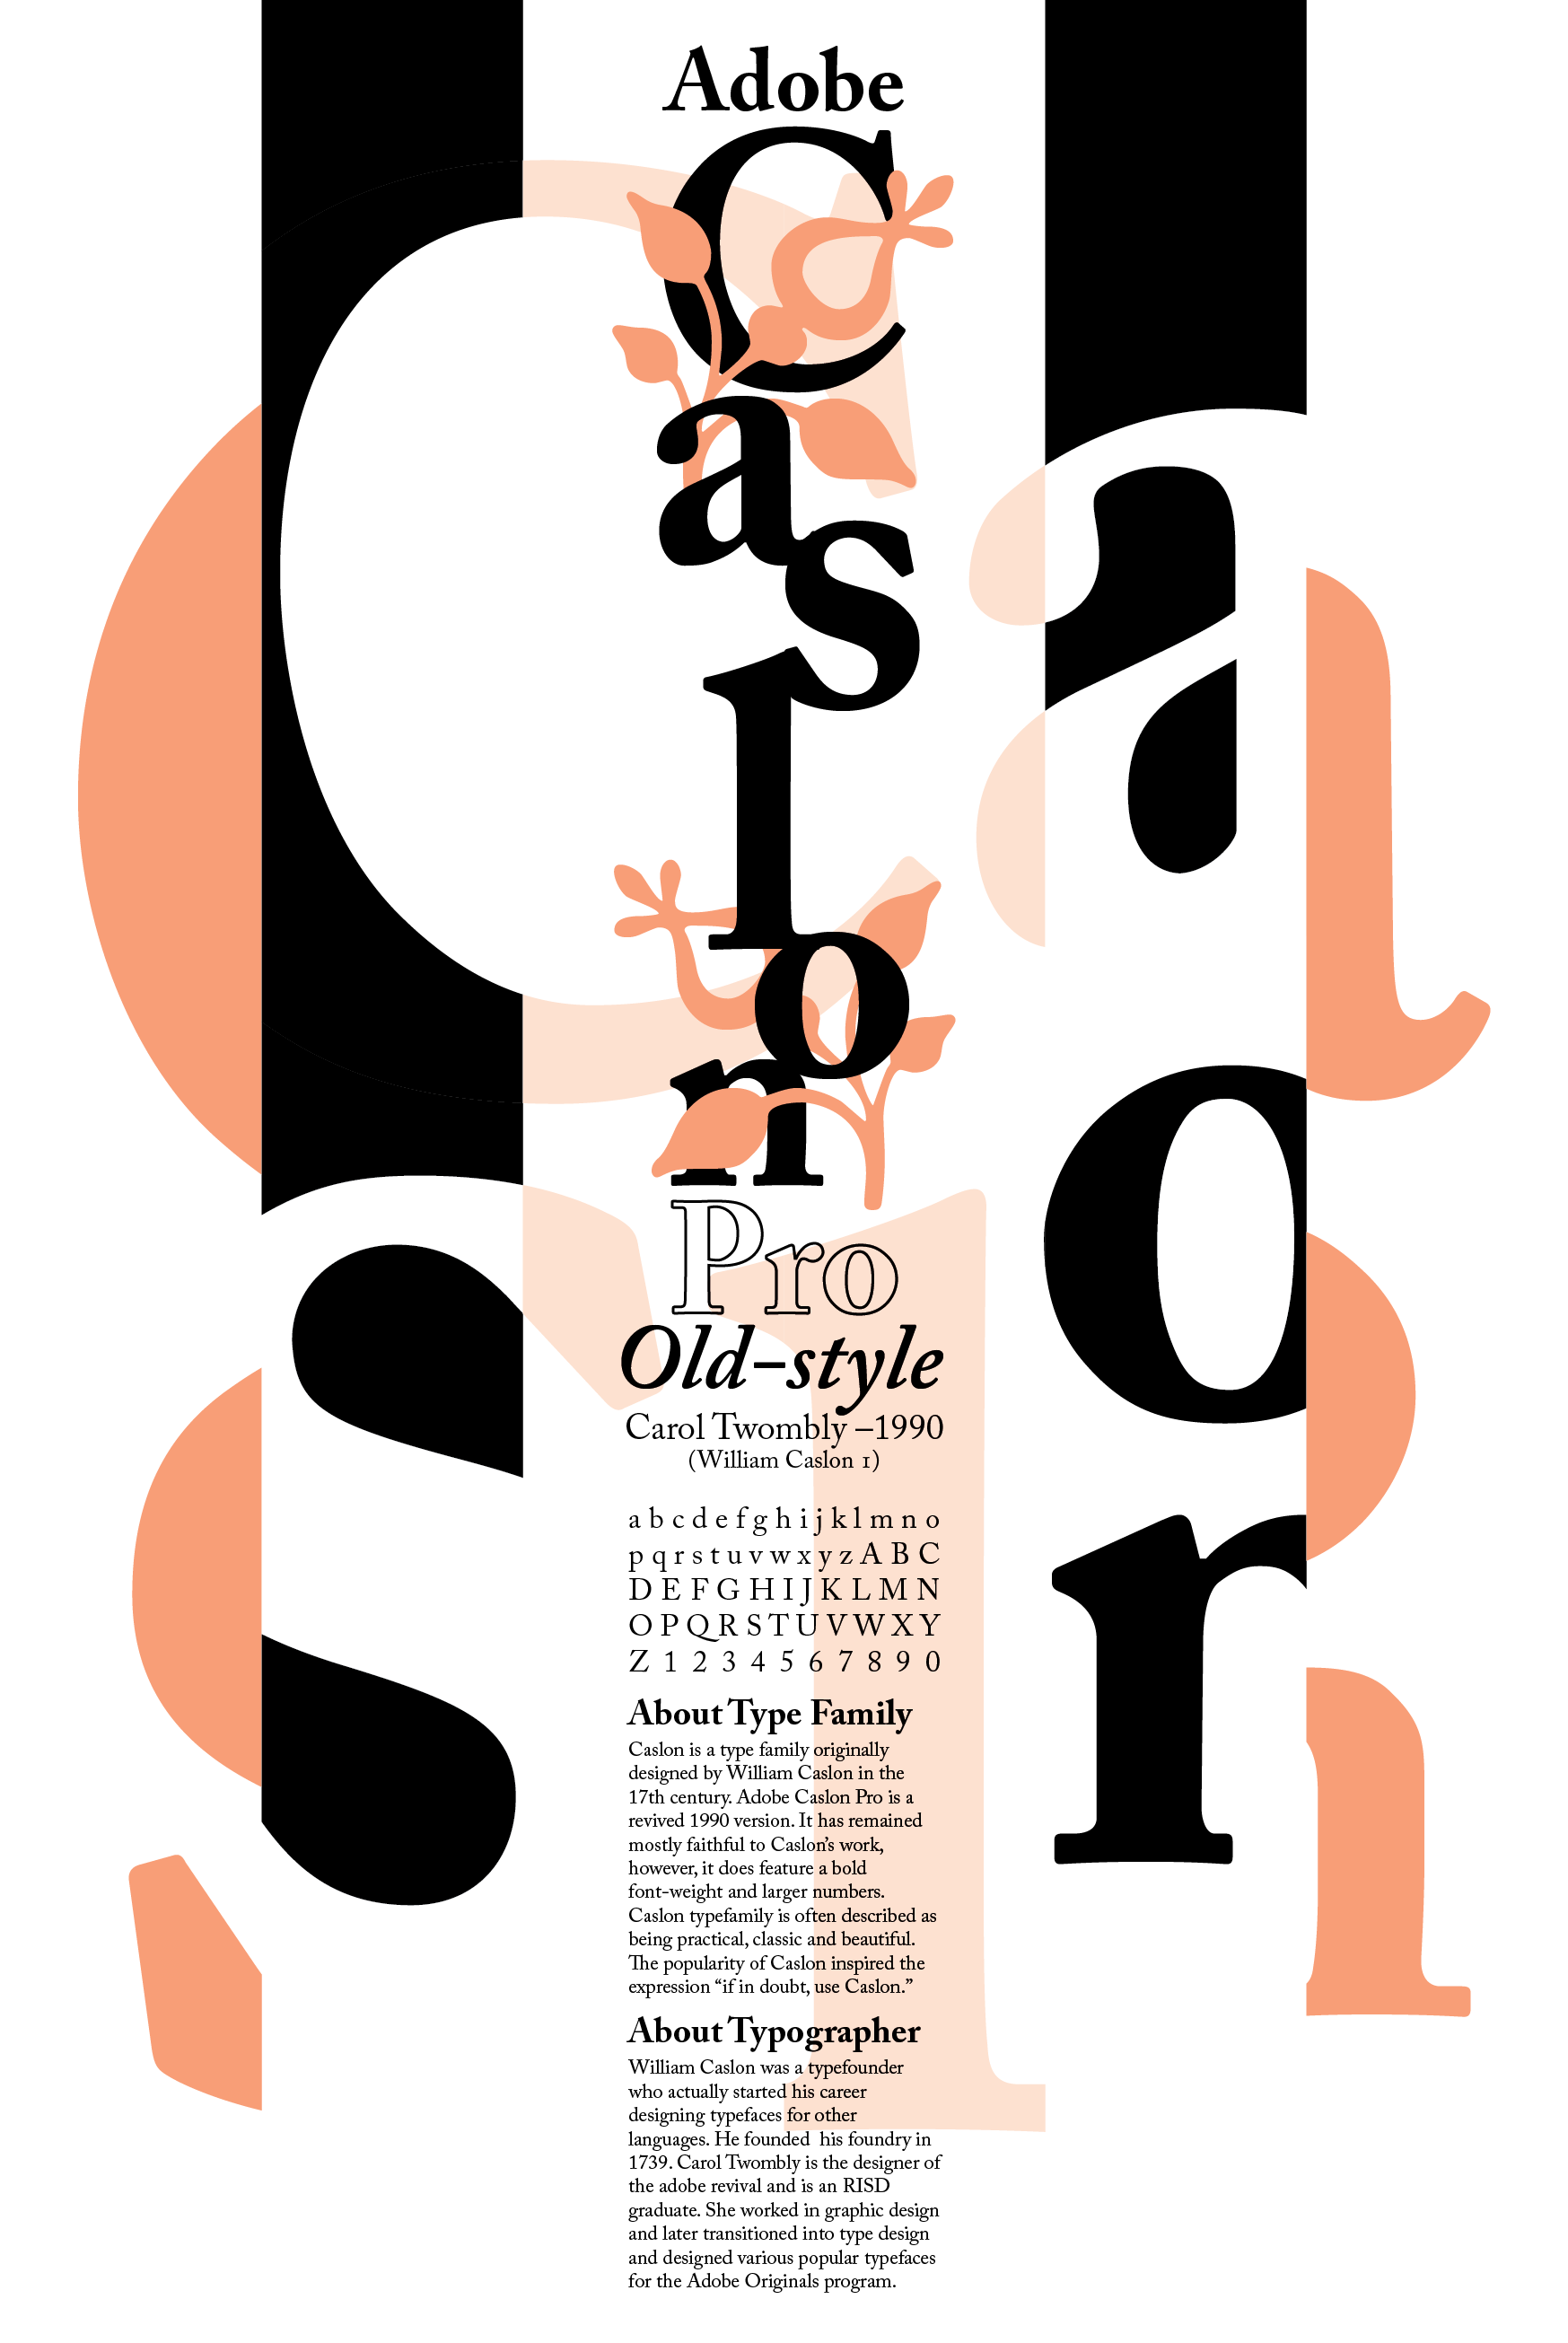 Adobe
Caslon
Pro
Old-style
Carol Twombly –1990
(William Caslon 1)
a b c d e f g h i j k l m n o
p q r s t u v w x y z A B C
D E F G H I J K L M N
O P Q R S T U V W X Y
Z 1 2 3 4 5 6 7 8 9 0
About Type Family
Caslon is a type family originally
designed by William Caslon in the
17th century. Adobe Caslon Pro is a
revived 1990 version. It has remained
mostly faithful to Caslon’s work,
however, it does feature a bold
font-weight and larger numbers.
Caslon typefamily is often described as
being practical, classic and beautiful.
The popularity of Caslon inspired the
expression “if in doubt, use Caslon.”
About Typographer
William Caslon was a typefounder
who actually started his career
designing typefaces for other
languages. He founded  his foundry in
1739. Carol Twombly is the designer of
the adobe revival and is an RISD
graduate. She worked in graphic design
and later transitioned into type design
and designed various popular typefaces
for the Adobe Originals program.
Ca
slon